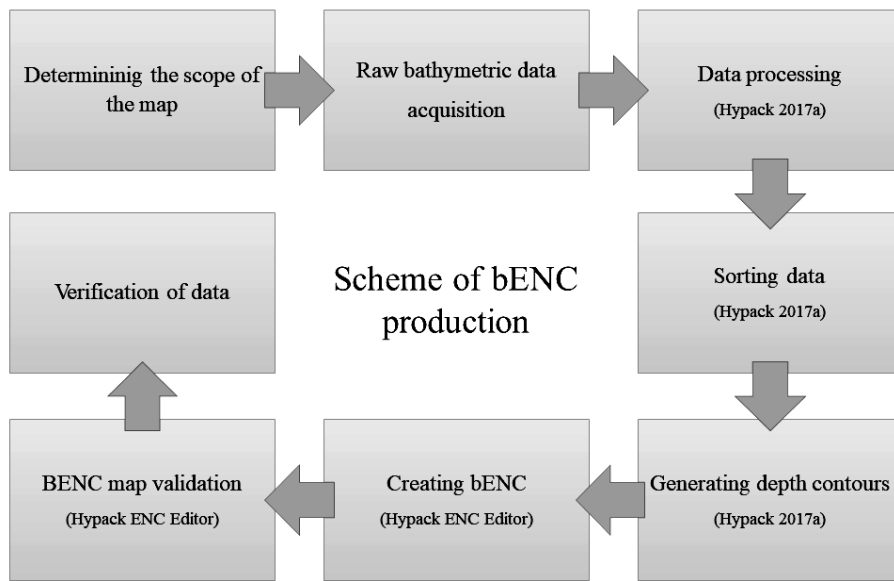 Determininig the scope of
the map
Raw bathymetric data
acquisition
Data processing
(Hypack 2017a)
Verification of data
Scheme of bENC
production
Sorting data
(Hypack 2017a)
BENC map validation
(Hypack ENC Editor)
Creating bENC
(Hypack ENC Editor)
Generating depth contours
(Hypack 2017a)